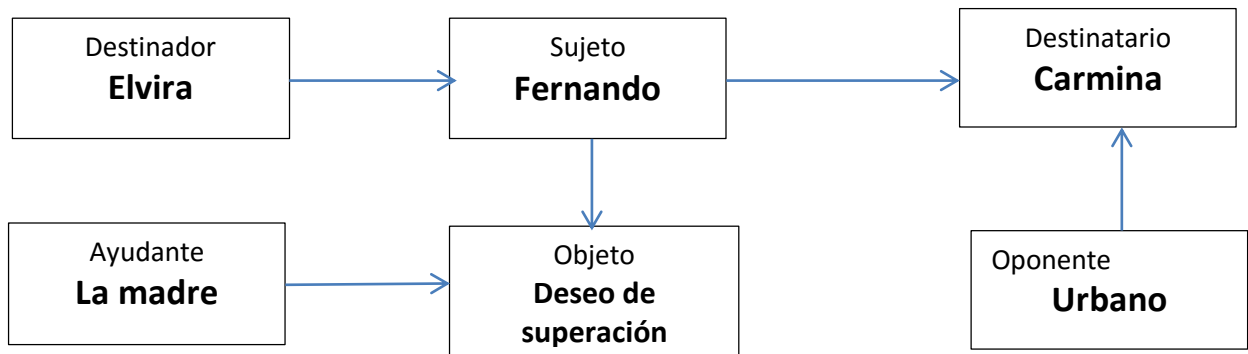 Destinador
Elvira
Sujeto
Fernando
Destinatario
Carmina
Ayudante
La madre
Objeto
Deseo de
superación
Oponente
Urbano